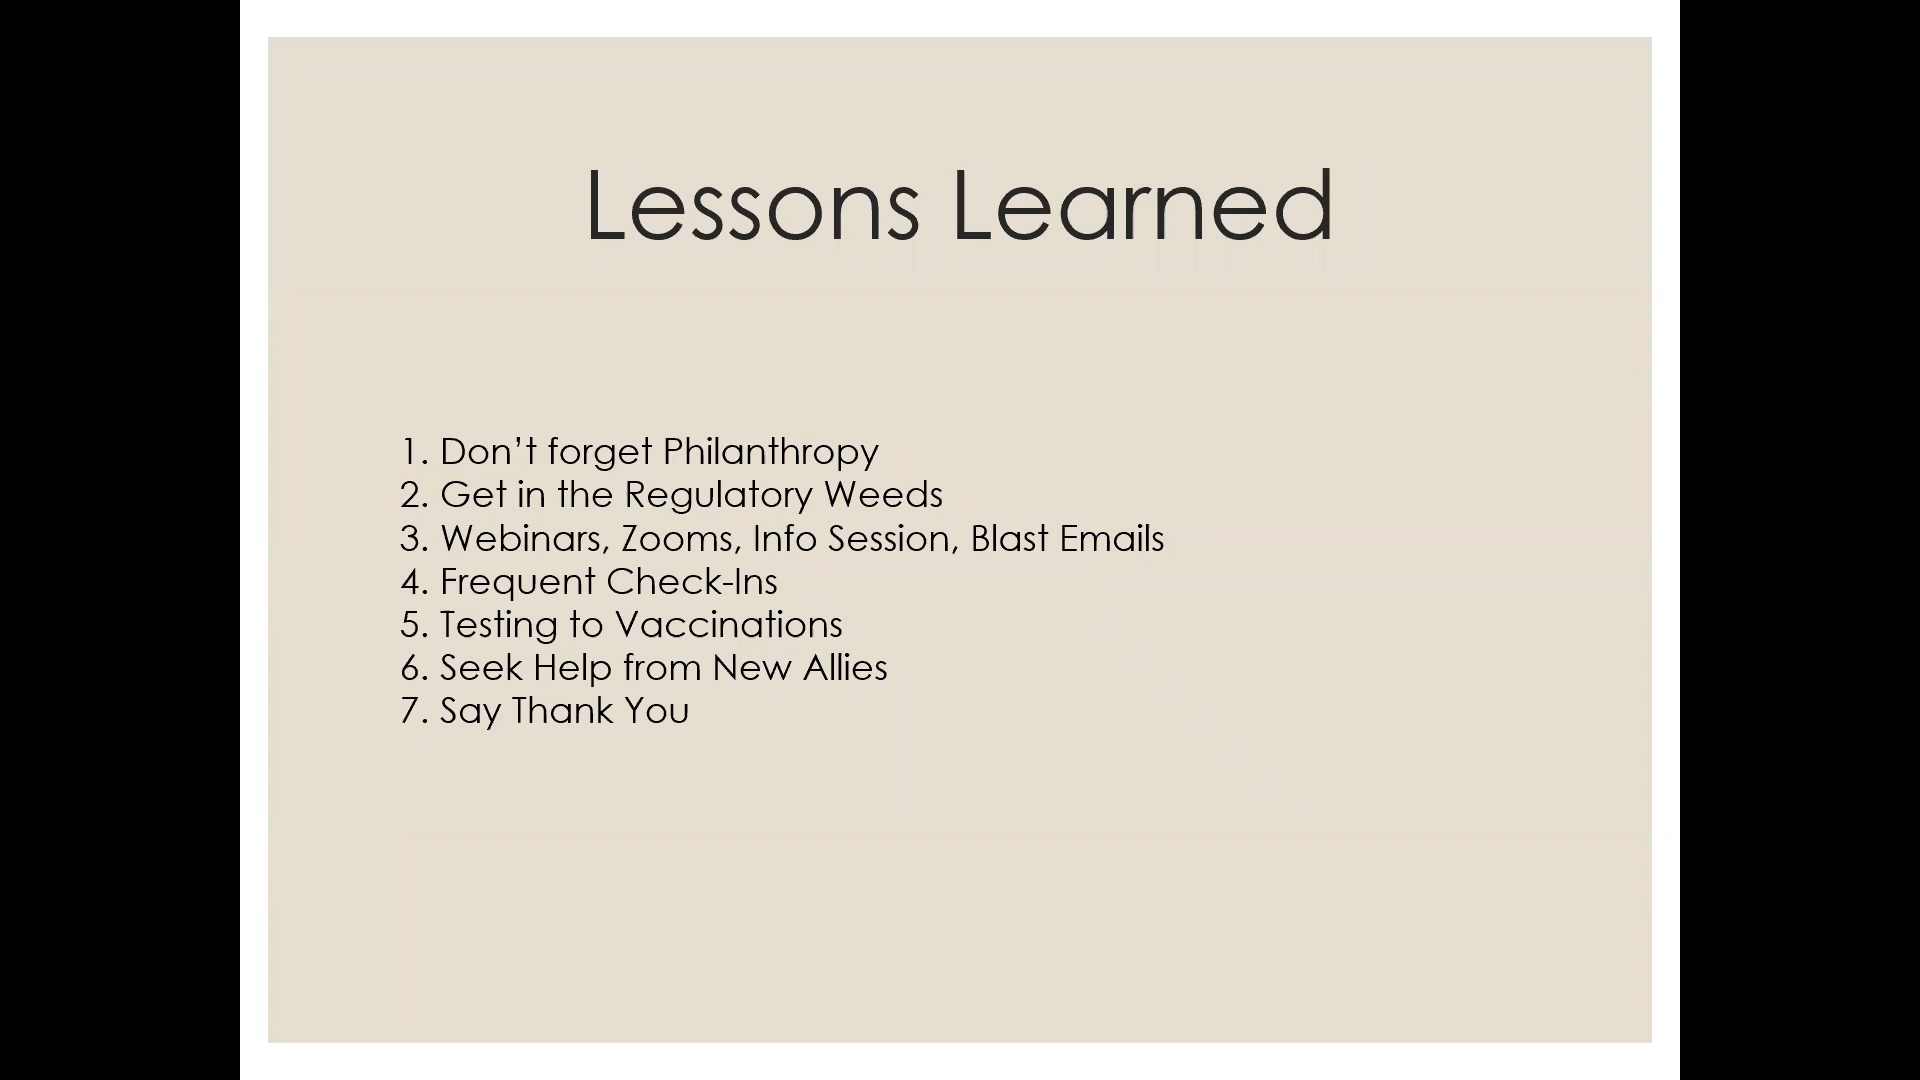 Lessons Learned
1. Don’t forget Philanthropy
2. Get in the Regulatory Weeds
3. Webinars, Zooms, Info Session, Blast Emails
4. Frequent Check-Ins
5. Testing to Vaccinations
6. Seek Help from New Allies
7. Say Thank You